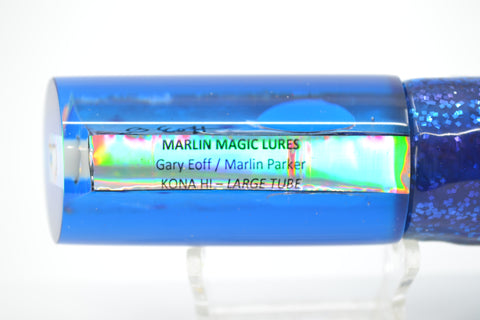 MARLIN MAGIC LURES
Gary Eoff / Marlin Parker
KONA HI – LARGE TUBE